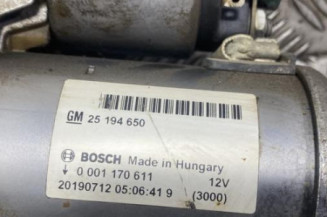 GM 25 194 650
BOSCH Made in Hungary
0 001 170 611 12V
20190712 05:06:41 9 (3000)